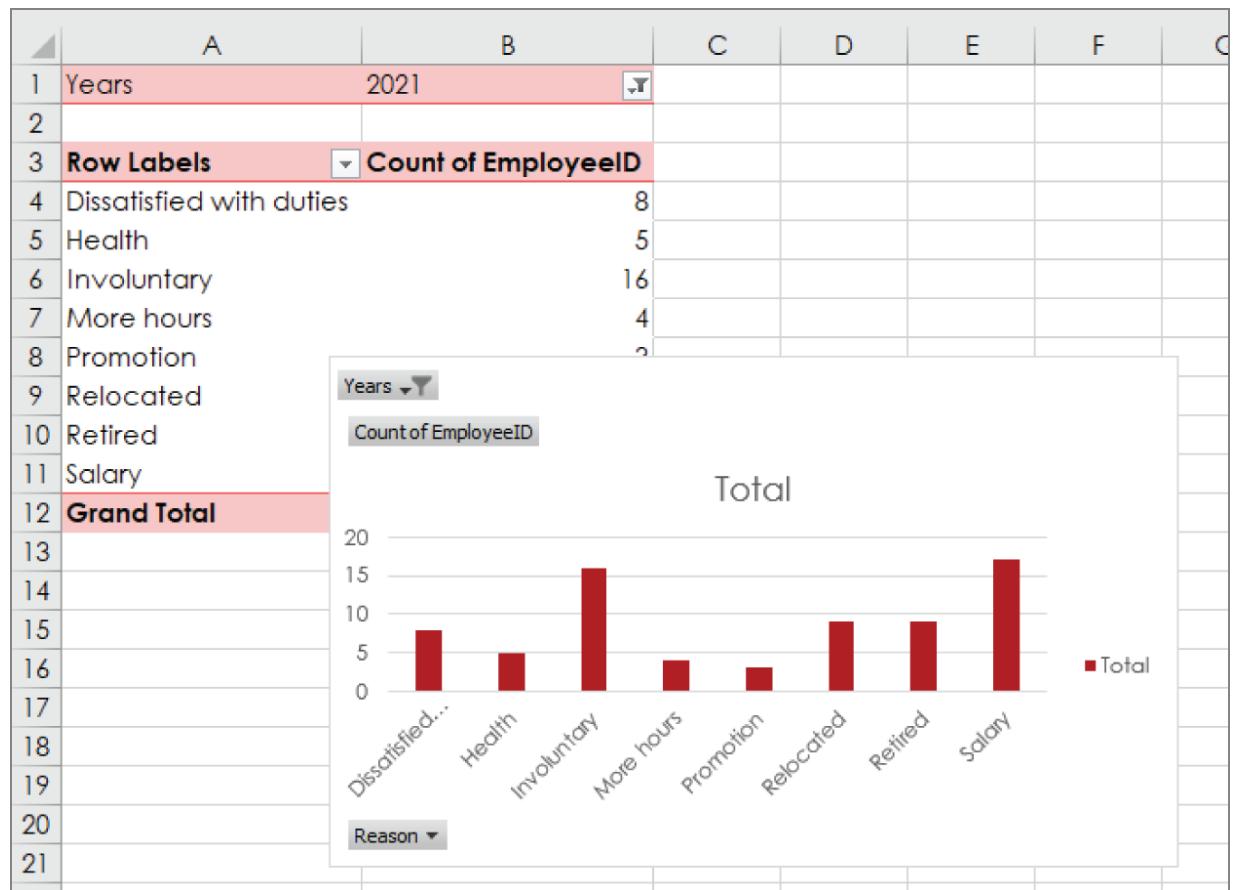 A B C D E F
1 Years 2021
2
3 Row Labels Count of EmployeeID
4 Dissatisfied with duties 8
5 Health 5
6 Involuntary 16
7 More hours 4
8 Promotion
9 Relocated
10 Retired
11 Salary
12 Grand Total
13
14
15
16
17
18
19
20
21
Years
Count of EmployeeID
Total
20
15
10
5
0
Dissatisfied...
Health
Involuntary
More hours
Promotion
Relocated
Retired
Salary
Total
Reason